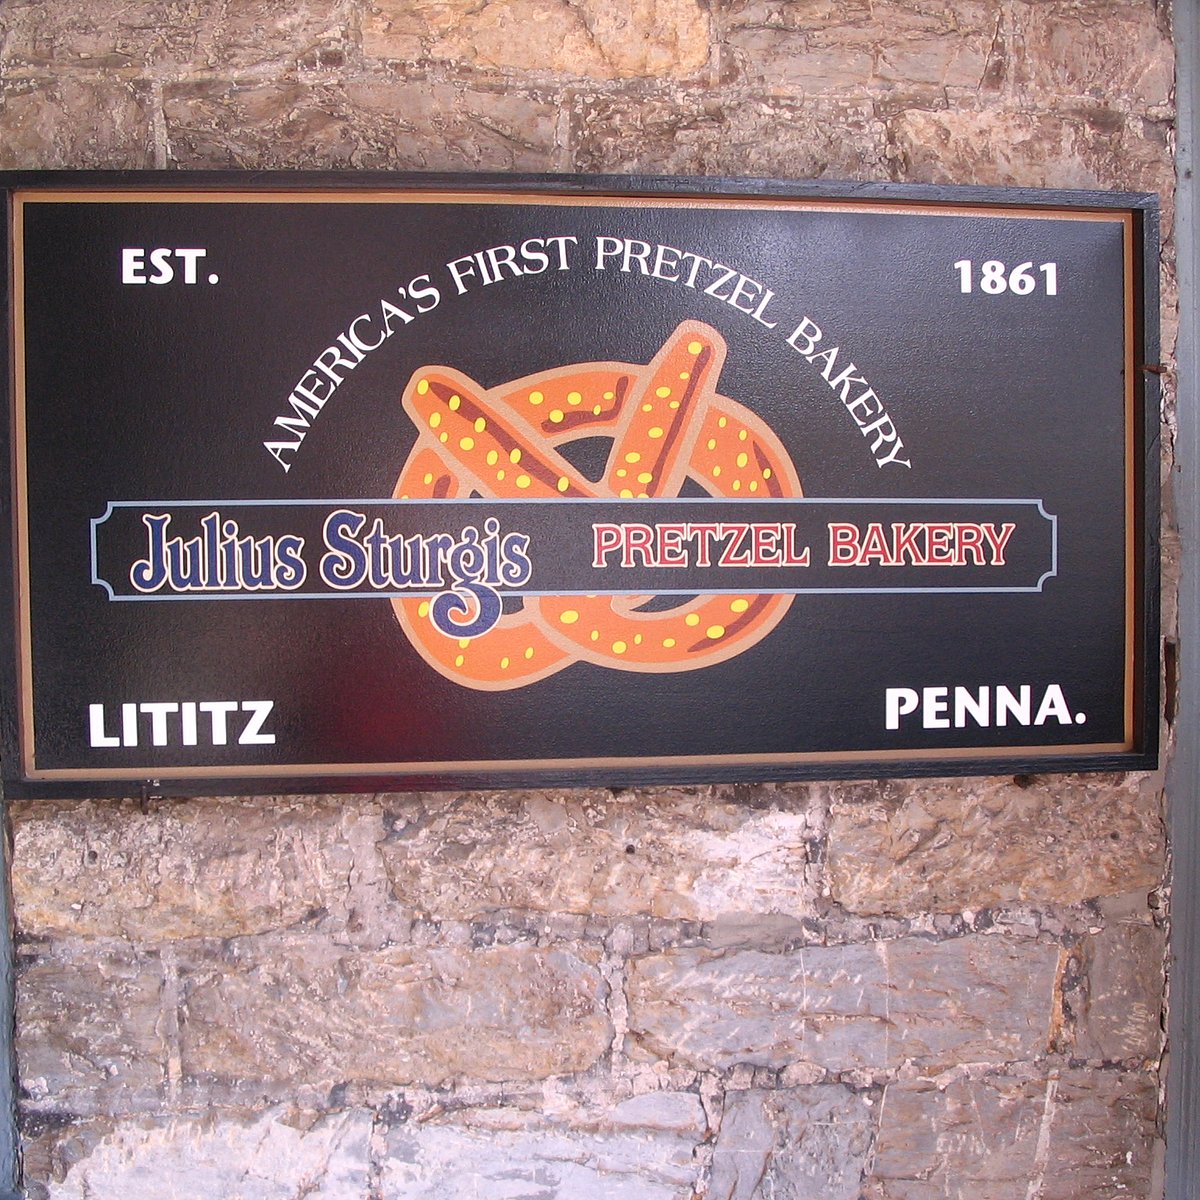 EST. 1861
AMERICA'S FIRST PRETZEL BAKERY
Julius Sturgis PRETZEL BAKERY
LITITZ PENNA.